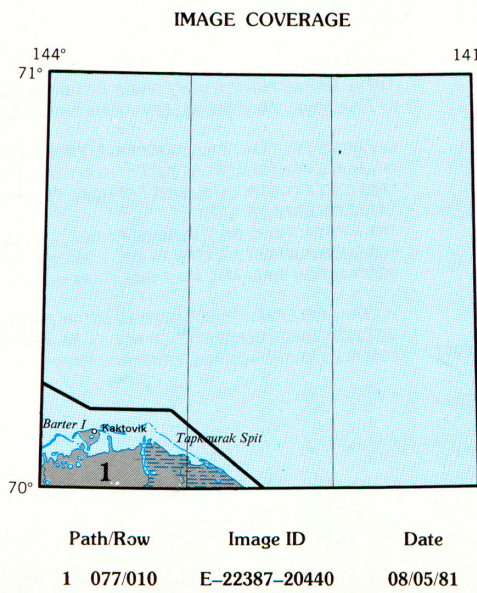 IMAGE COVERAGE
144° 141
71°
Barter I Kaktovik
Tapkaurak Spit
1
70°
Path/Row Image ID Date
1 077/010 E–22387–20440 08/05/81